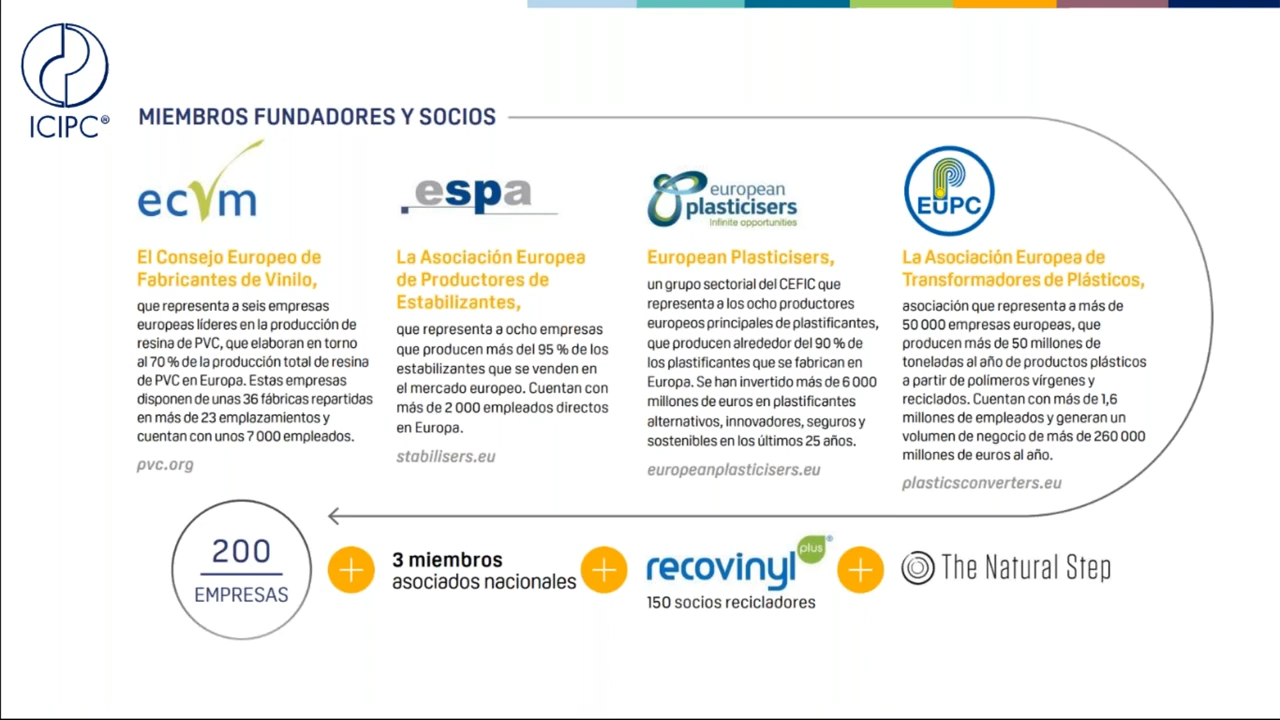 ICIPC®
MIEMBROS FUNDADORES Y SOCIOS
ecvm
El Consejo Europeo de
Fabricantes de Vinilo,
que representa a seis empresas
europeas líderes en la producción de
resina de PVC, que elaboran en torno
al 70 % de la producción total de resina
de PVC en Europa. Estas empresas
disponen de unas 36 fábricas repartidas
en más de 23 emplazamientos y
cuentan con unos 7 000 empleados.
pvc.org
espa
La Asociación Europea
de Productores de
Estabilizantes,
que representa a ocho empresas
que producen más del 95 % de los
estabilizantes que se venden en
el mercado europeo. Cuentan con
más de 2 000 empleados directos
en Europa.
stabilisers.eu
european
plasticisers
Infinite opportunities
European Plasticisers,
un grupo sectorial del CEFIC que
representa a los ocho productores
europeos principales de plastificantes,
que producen alrededor del 90 % de
los plastificantes que se fabrican en
Europa. Se han invertido más de 6 000
millones de euros en plastificantes
alternativos, innovadores, seguros y
sostenibles en los últimos 25 años.
europeanplasticisers.eu
EUPC
La Asociación Europea de
Transformadores de Plásticos,
asociación que representa a más de
50 000 empresas europeas, que
producen más de 50 millones de
toneladas al año de productos plásticos
a partir de polímeros vírgenes y
reciclados. Cuentan con más de 1,6
millones de empleados y generan un
volumen de negocio de más de 260 000
millones de euros al año.
plasticsconverters.eu
200
EMPRESAS
+
3 miembros
asociados nacionales
+
recovinyl plus®
150 socios recicladores
+
The Natural Step